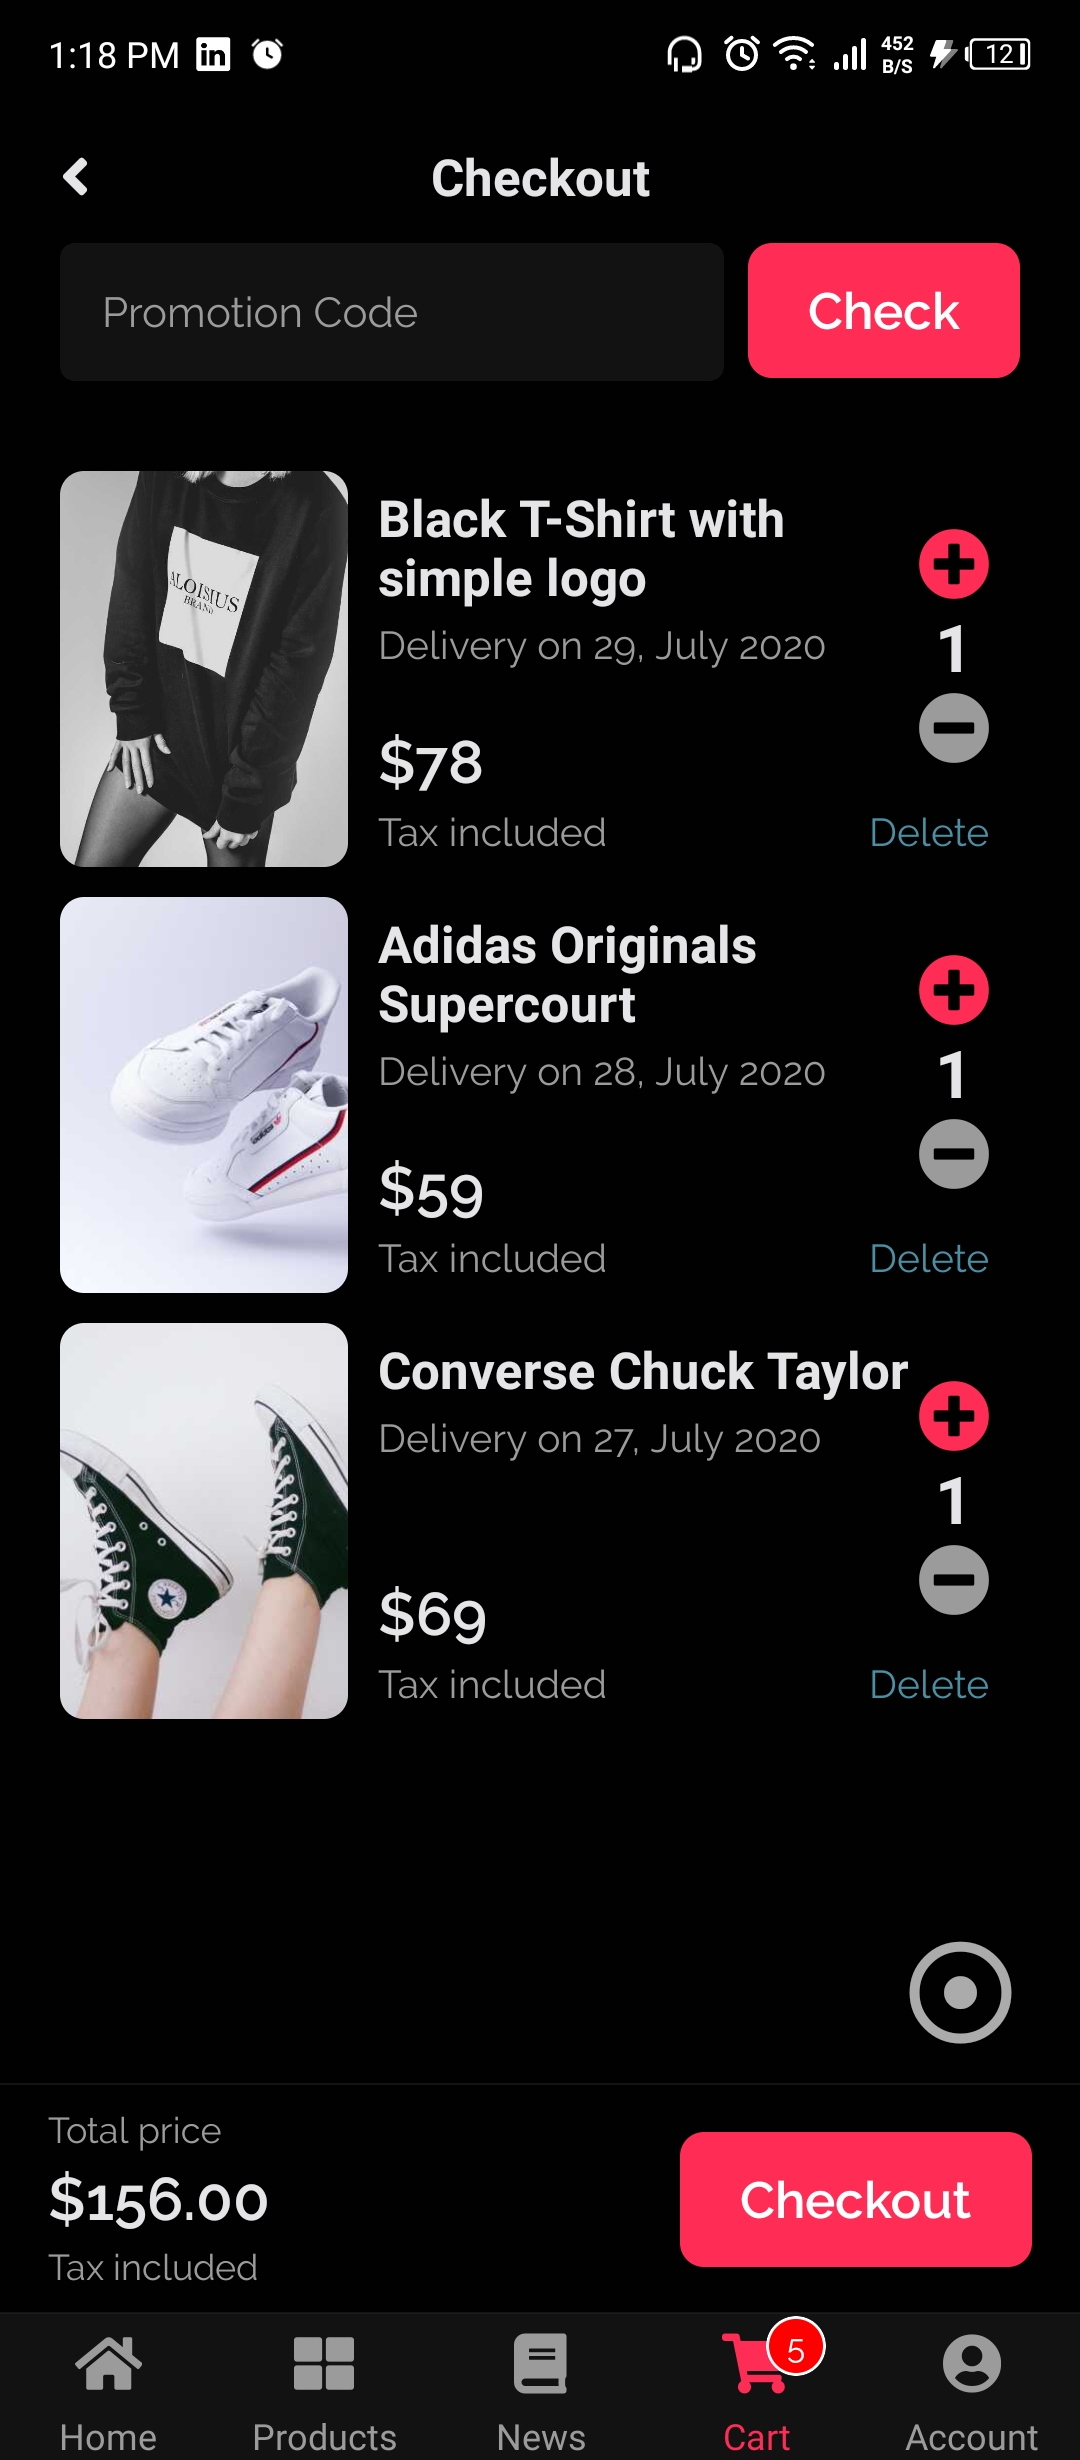 1:18 PM
452
B/S
12
Checkout
Promotion Code
Check
ALOISIUS
BRAND
Black T-Shirt with
simple logo
Delivery on 29, July 2020
1
$78
Tax included
Delete
Adidas Originals
Supercourt
Delivery on 28, July 2020
1
adidas
$59
Tax included
Delete
Converse Chuck Taylor
Delivery on 27, July 2020
1
$69
Tax included
Delete
Total price
$156.00
Tax included
Checkout
5
Home
Products
News
Cart
Account